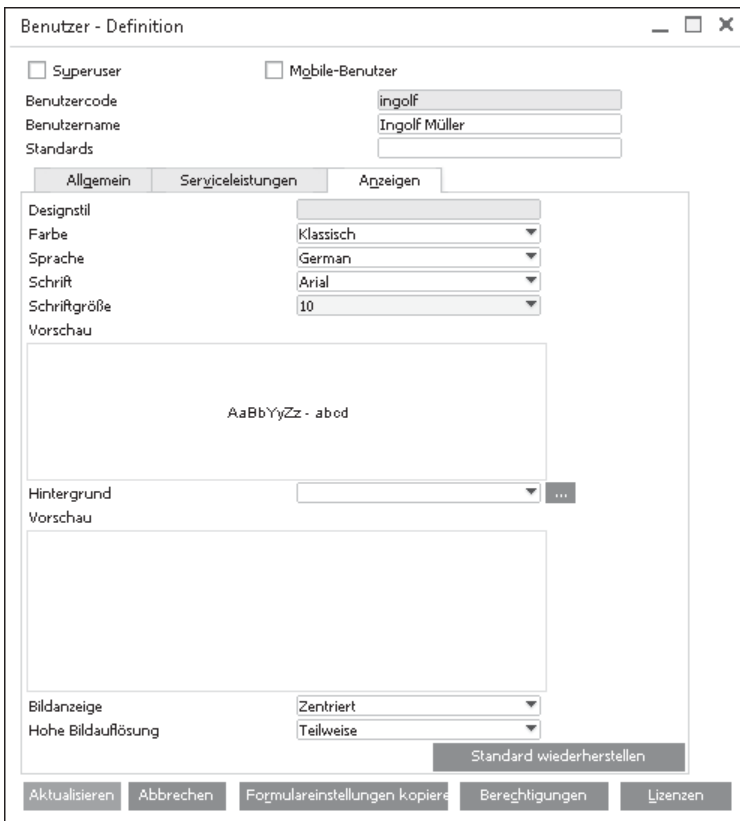 Benutzer - Definition
Superuser Mobile-Benutzer
Benutzercode ingolf
Benutzername Ingolf Müller
Standards
Allgemein Serviceleistungen Anzeigen
Designstil
Farbe Klassisch
Sprache German
Schrift Arial
Schriftgröße 10
Vorschau
AaBbYyZz - abcd
Hintergrund ...
Vorschau
Bildanzeige Zentriert
Hohe Bildauflösung Teilweise
Standard wiederherstellen
Aktualisieren Abbrechen Formulareinstellungen kopiere Berechtigungen Lizenzen